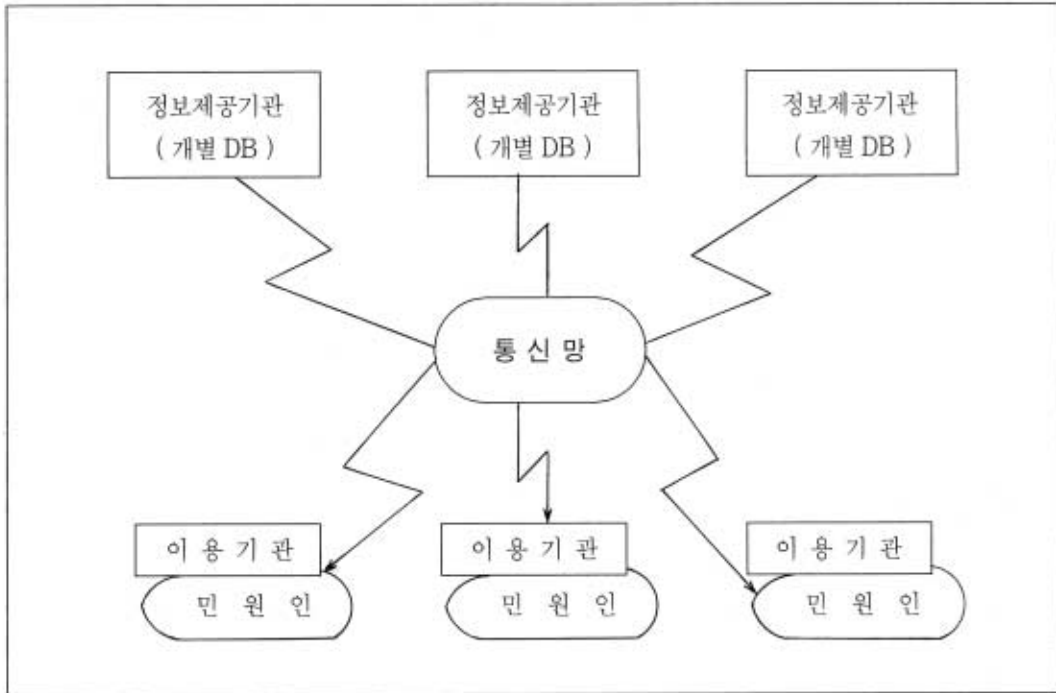 정보제공기관
( 개별 DB )
정보제공기관
( 개별 DB )
정보제공기관
( 개별 DB )
통 신 망
이 용 기 관
민 원 인
이 용 기 관
민 원 인
이 용 기 관
민 원 인